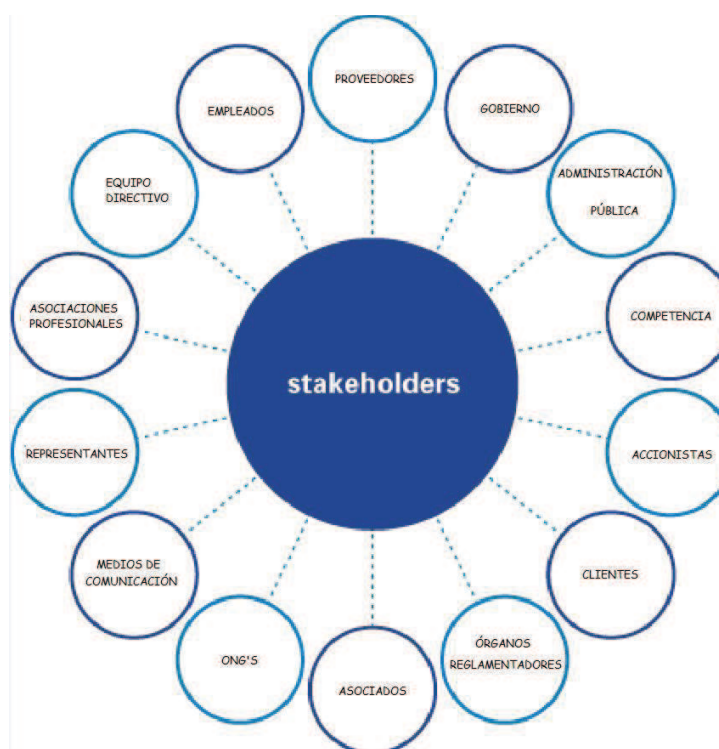 PROVEEDORES
GOBIERNO
ADMINISTRACIÓN
PÚBLICA
COMPETENCIA
ACCIONISTAS
CLIENTES
ÓRGANOS
REGLAMENTADORES
ASOCIADOS
ONG'S
MEDIOS DE
COMUNICACIÓN
REPRESENTANTES
ASOCIACIONES
PROFESIONALES
EQUIPO
DIRECTIVO
EMPLEADOS
stakeholders